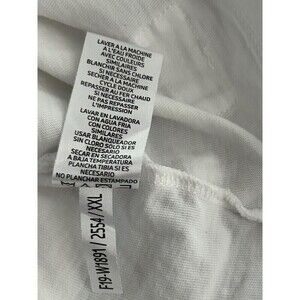 LAVER A LA MACHINE
A L'EAU FROIDE
AVEC COULEURS
SIMILAIRES
BLANCHIR SANS CHLORE
SI NECESSAIRE
SECHER A LA MACHINE
CYCLE DOUX
SI NECESSAIRE
REPASSER AU FER CHAUD
NE PAS REPASSER
L'IMPRESSION
LAVAR EN LAVADORA
CON AGUA FRIA
CON COLORES
SIMILARES
USAR BLANQUEADOR
SIN CLORO SOLO SI ES
NECESSARIO
SECAR EN SECADORA
A BAJA TEMPERATURA
PLANCHA TIBIA SI ES
NECESARIO
NO PLANCHAR ESTAMPADO
F19-W1891 / 2554 / XXL